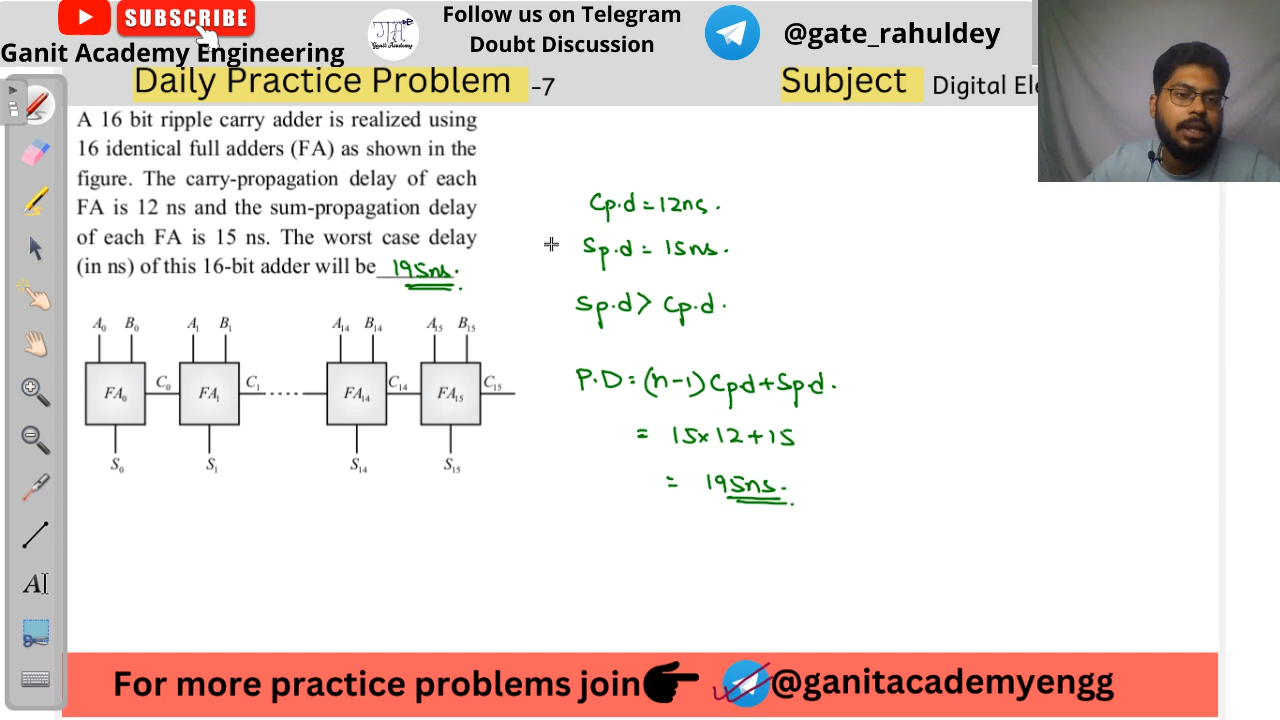 SUBSCRIBE
Ganit Academy Engineering
Ganit Academy
Follow us on Telegram
Doubt Discussion
@gate_rahuldey
Daily Practice Problem -7
Subject Digital Ele
A 16 bit ripple carry adder is realized using
16 identical full adders (FA) as shown in the
figure. The carry-propagation delay of each
FA is 12 ns and the sum-propagation delay
of each FA is 15 ns. The worst case delay
(in ns) of this 16-bit adder will be 195ns.
A0 B0 A1 B1 A14 B14 A15 B15
FA0 C0 FA1 C1 FA14 C14 FA15 C15
S0 S1 S14 S15
Cp.d = 12ns.
Sp.d = 15ns.
Sp.d > Cp.d.
P.D = (n-1) Cpd + Spd.
= 15×12+15
= 195ns.
AI
For more practice problems join @ganitacademyengg